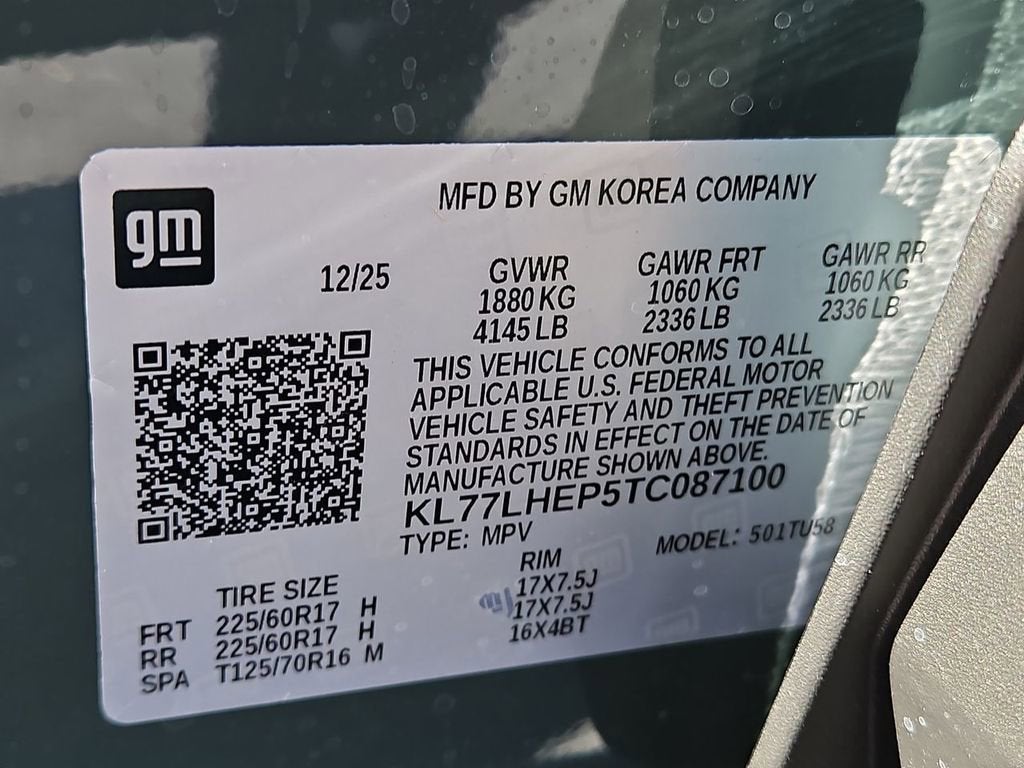 gm
MFD BY GM KOREA COMPANY
12/25
GVWR
1880 KG
4145 LB
GAWR FRT
1060 KG
2336 LB
GAWR RR
1060 KG
2336 LB
THIS VEHICLE CONFORMS TO ALL
APPLICABLE U.S. FEDERAL MOTOR
VEHICLE SAFETY AND THEFT PREVENTION
STANDARDS IN EFFECT ON THE DATE OF
MANUFACTURE SHOWN ABOVE.
KL77LHEP5TC087100
TYPE: MPV MODEL: 501TU58
TIRE SIZE RIM
FRT 225/60R17 H 17X7.5J
RR 225/60R17 H gm 17X7.5J
SPA T125/70R16 M 16X4BT